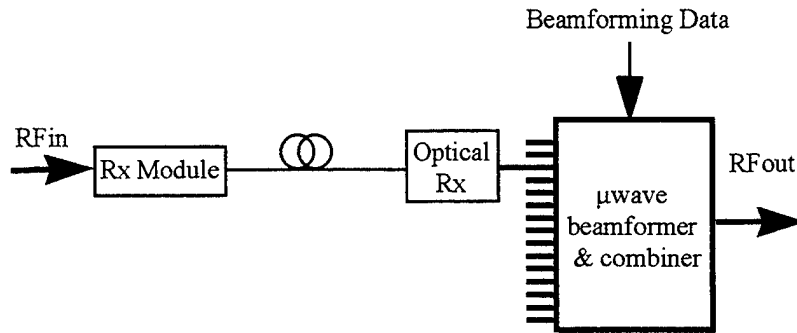 Beamforming Data
RFin
Rx Module
Optical
Rx
μwave
beamformer
& combiner
RFout